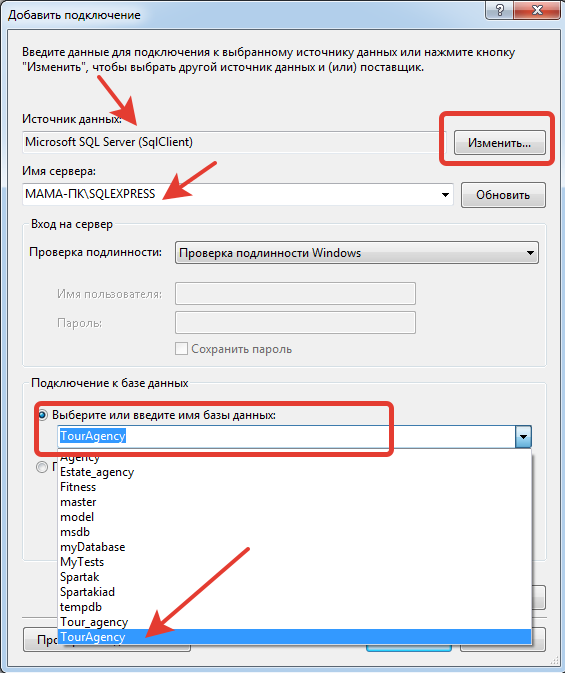 Добавить подключение
Введите данные для подключения к выбранному источнику данных или нажмите кнопку
"Изменить", чтобы выбрать другой источник данных и (или) поставщик.
Источник данных:
Microsoft SQL Server (SqlClient)
Изменить...
Имя сервера:
МАМА-ПК\SQLEXPRESS
Обновить
Вход на сервер
Проверка подлинности:
Проверка подлинности Windows
Имя пользователя:
Пароль:
Сохранить пароль
Подключение к базе данных
Выберите или введите имя базы данных:
TourAgency
Agency
Estate_agency
Fitness
master
model
msdb
myDatabase
MyTests
Spartak
Spartakiad
tempdb
Tour_agency
TourAgency